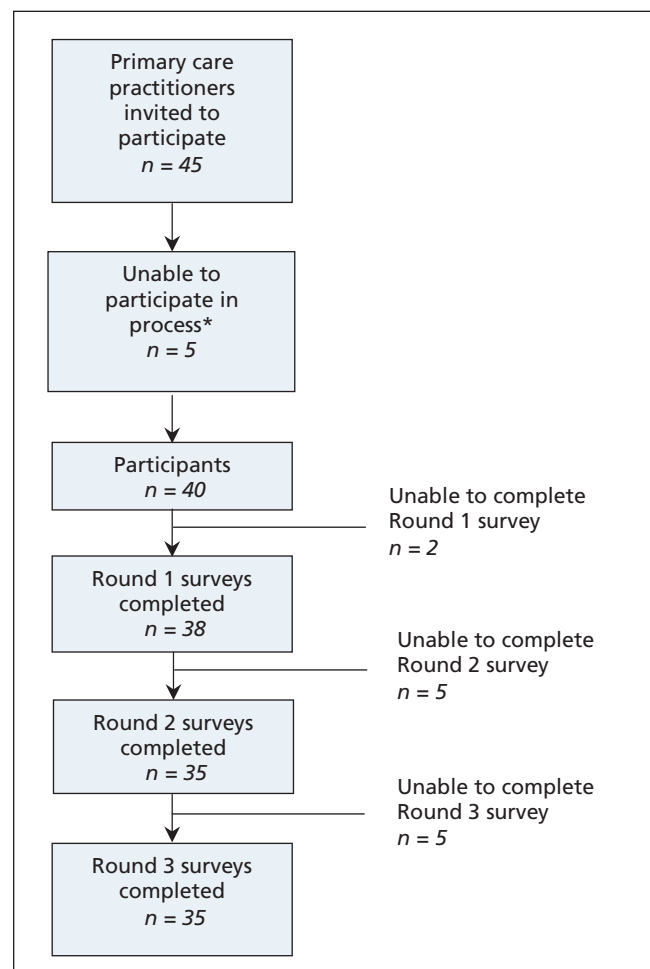 Primary care
practitioners
invited to
participate
n = 45
Unable to
participate in
process*
n = 5
Participants
n = 40
Unable to complete
Round 1 survey
n = 2
Round 1 surveys
completed
n = 38
Unable to complete
Round 2 survey
n = 5
Round 2 surveys
completed
n = 35
Unable to complete
Round 3 survey
n = 5
Round 3 surveys
completed
n = 35